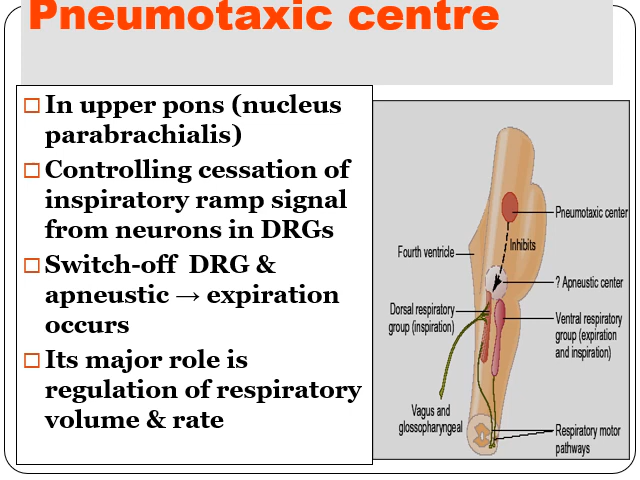 Pneumotaxic centre
In upper pons (nucleus
parabrachialis)
Controlling cessation of
inspiratory ramp signal
from neurons in DRGs
Switch-off DRG &
apneustic → expiration
occurs
Its major role is
regulation of respiratory
volume & rate
Pneumotaxic center
Inhibits
Fourth ventricle
? Apneustic center
Dorsal respiratory
group (inspiration)
Ventral respiratory
group (expiration
and inspiration)
Vagus and
glossopharyngeal
Respiratory motor
pathways